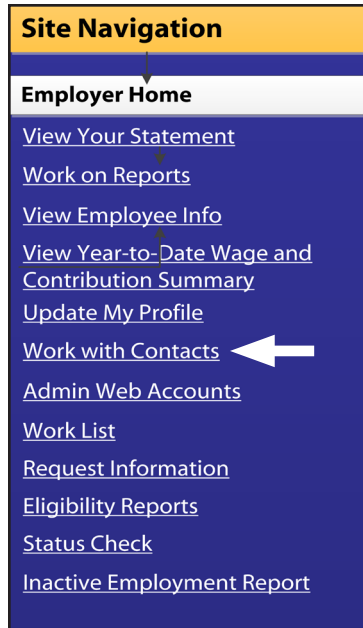 Site Navigation
Employer Home
View Your Statement
Work on Reports
View Employee Info
View Year-to-Date Wage and
Contribution Summary
Update My Profile
Work with Contacts
Admin Web Accounts
Work List
Request Information
Eligibility Reports
Status Check
Inactive Employment Report